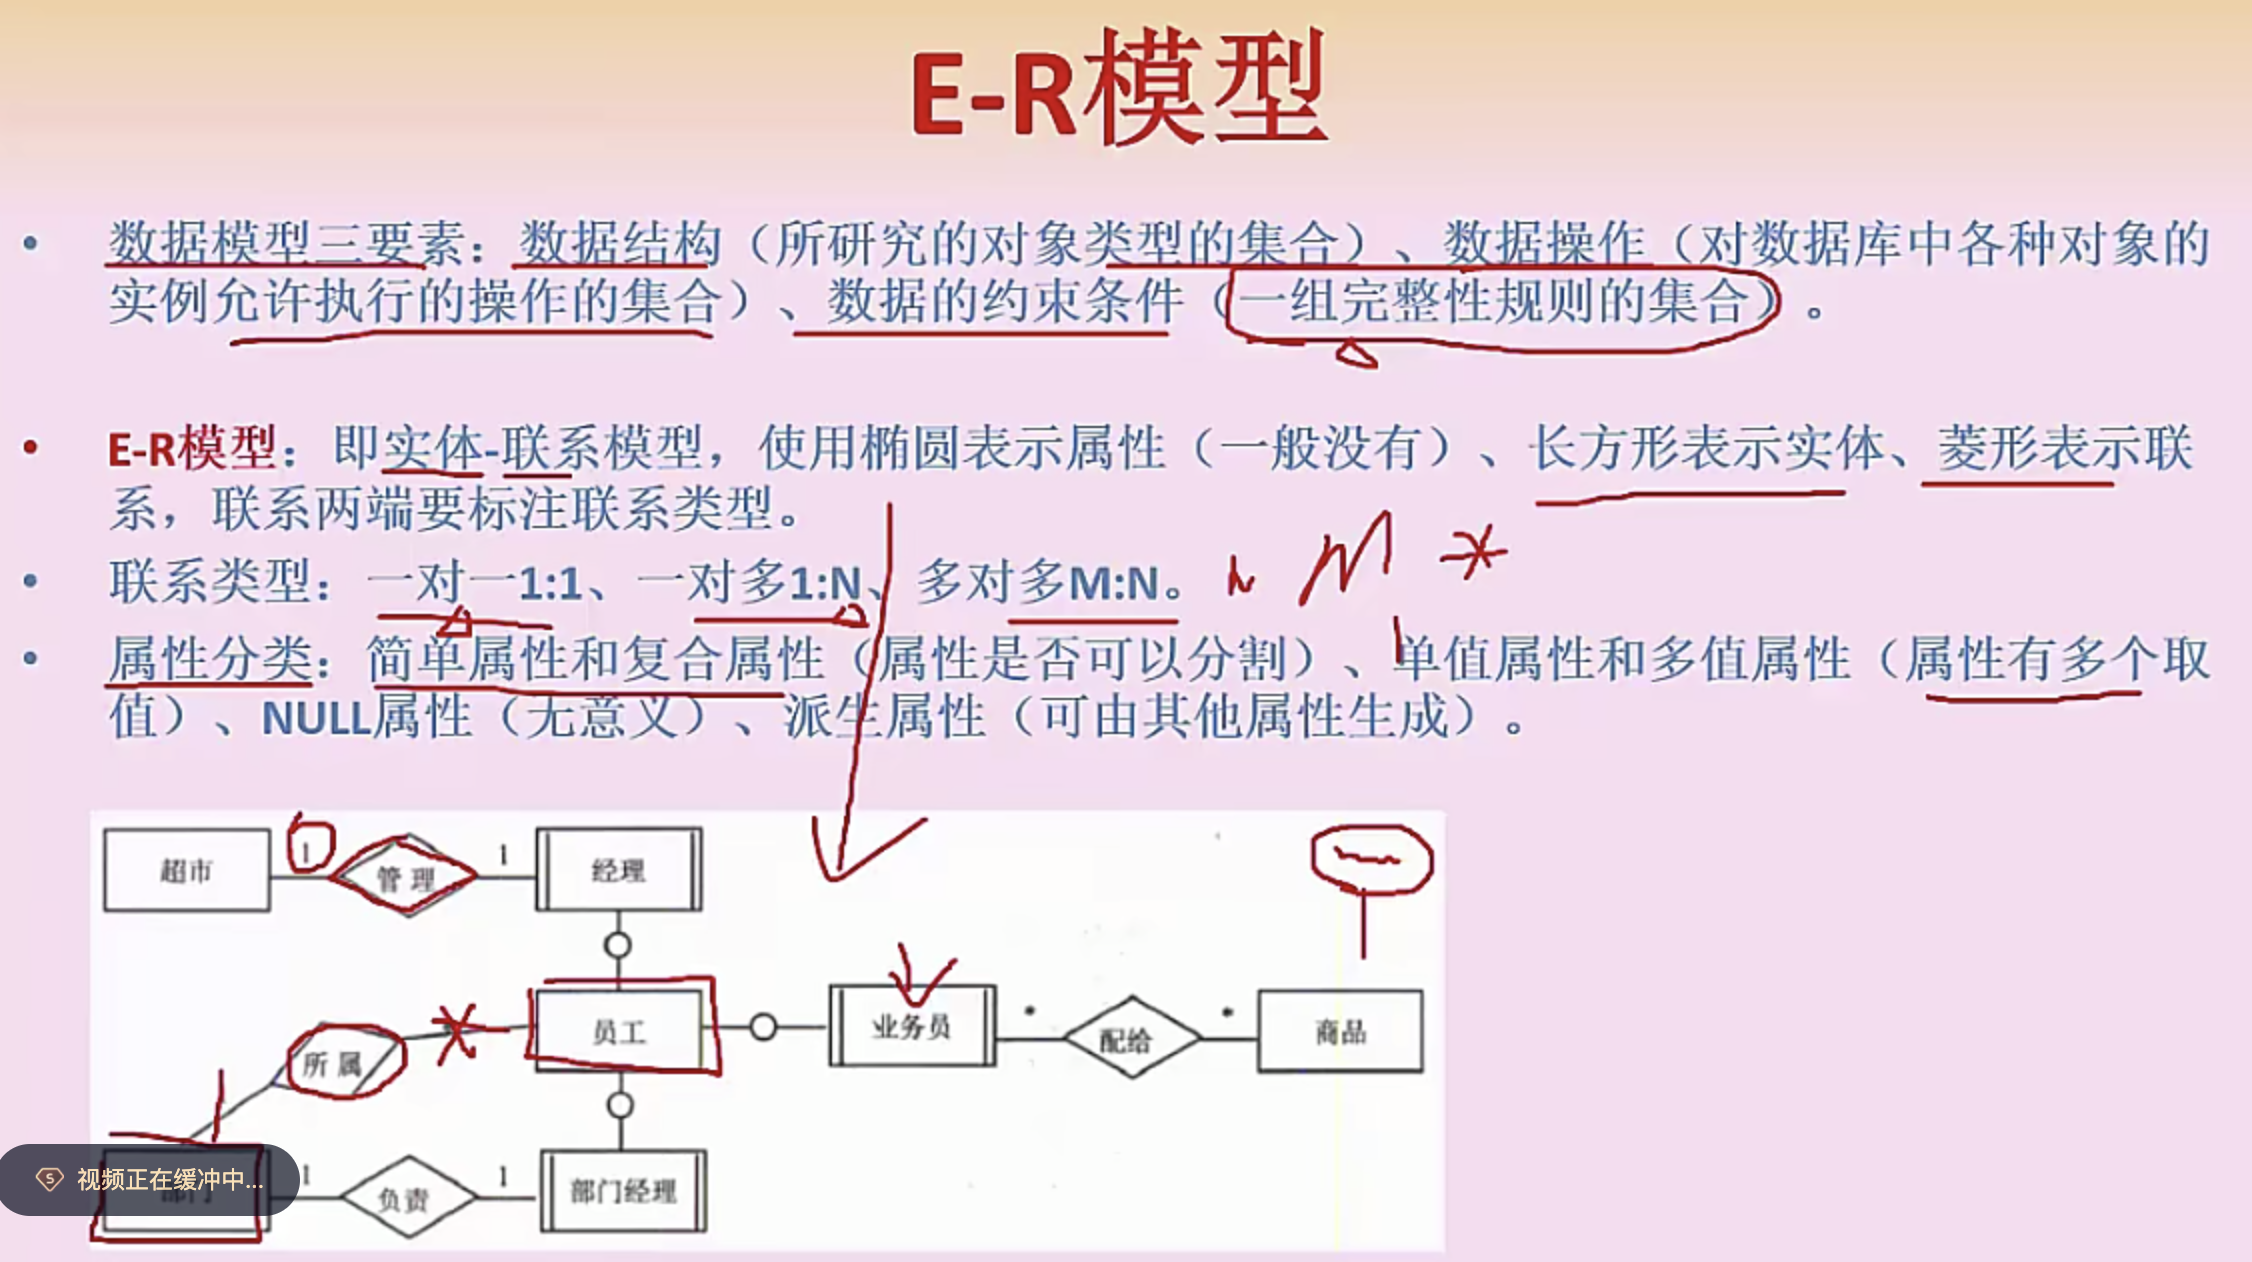 E-R模型
• 数据模型三要素：数据结构（所研究的对象类型的集合）、数据操作（对数据库中各种对象的
实例允许执行的操作的集合）、数据的约束条件（一组完整性规则的集合）。
• E-R模型：即实体-联系模型，使用椭圆表示属性（一般没有）、长方形表示实体、菱形表示联
系，联系两端要标注联系类型。
• 联系类型：一对一1:1、一对多1:N、多对多M:N。 n M *
• 属性分类：简单属性和复合属性（属性是否可以分割）、单值属性和多值属性（属性有多个取
值）、NULL属性（无意义）、派生属性（可由其他属性生成）。
超市 1 管理 1 经理
所属 * 员工 业务员 * 配给 * 商品
1
部门 1 负责 1 部门经理
视频正在缓冲中...